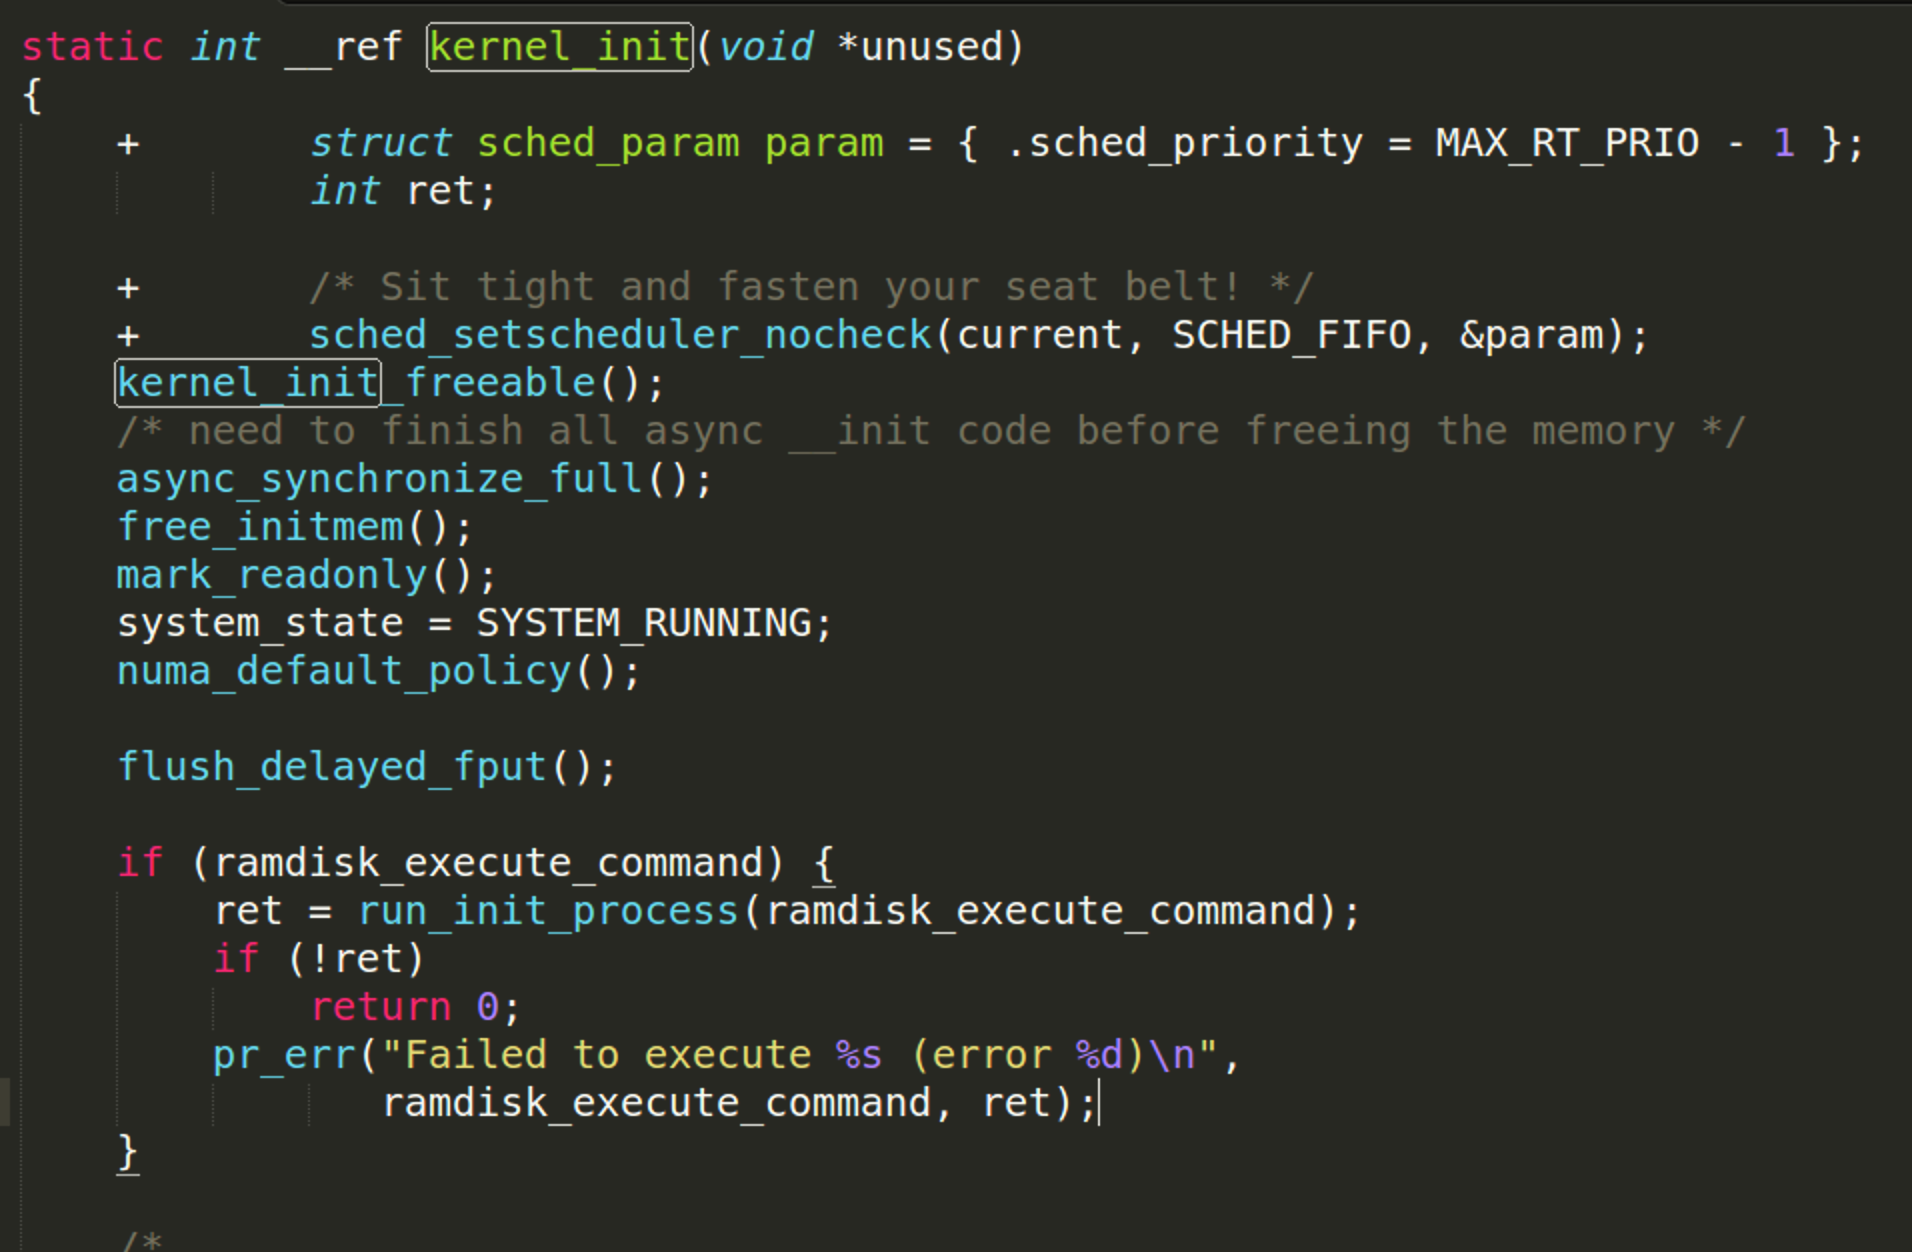 static int __ref kernel_init(void *unused)
{
+ struct sched_param param = { .sched_priority = MAX_RT_PRIO - 1 };
int ret;
+ /* Sit tight and fasten your seat belt! */
+ sched_setscheduler_nocheck(current, SCHED_FIFO, &param);
kernel_init_freeable();
/* need to finish all async __init code before freeing the memory */
async_synchronize_full();
free_initmem();
mark_readonly();
system_state = SYSTEM_RUNNING;
numa_default_policy();
flush_delayed_fput();
if (ramdisk_execute_command) {
ret = run_init_process(ramdisk_execute_command);
if (!ret)
return 0;
pr_err("Failed to execute %s (error %d)\n",
ramdisk_execute_command, ret);
}
/*